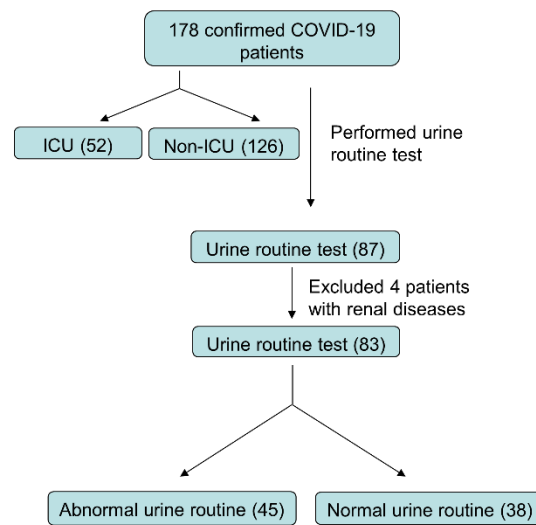 178 confirmed COVID-19
patients
ICU (52)
Non-ICU (126)
Performed urine
routine test
Urine routine test (87)
Excluded 4 patients
with renal diseases
Urine routine test (83)
Abnormal urine routine (45)
Normal urine routine (38)